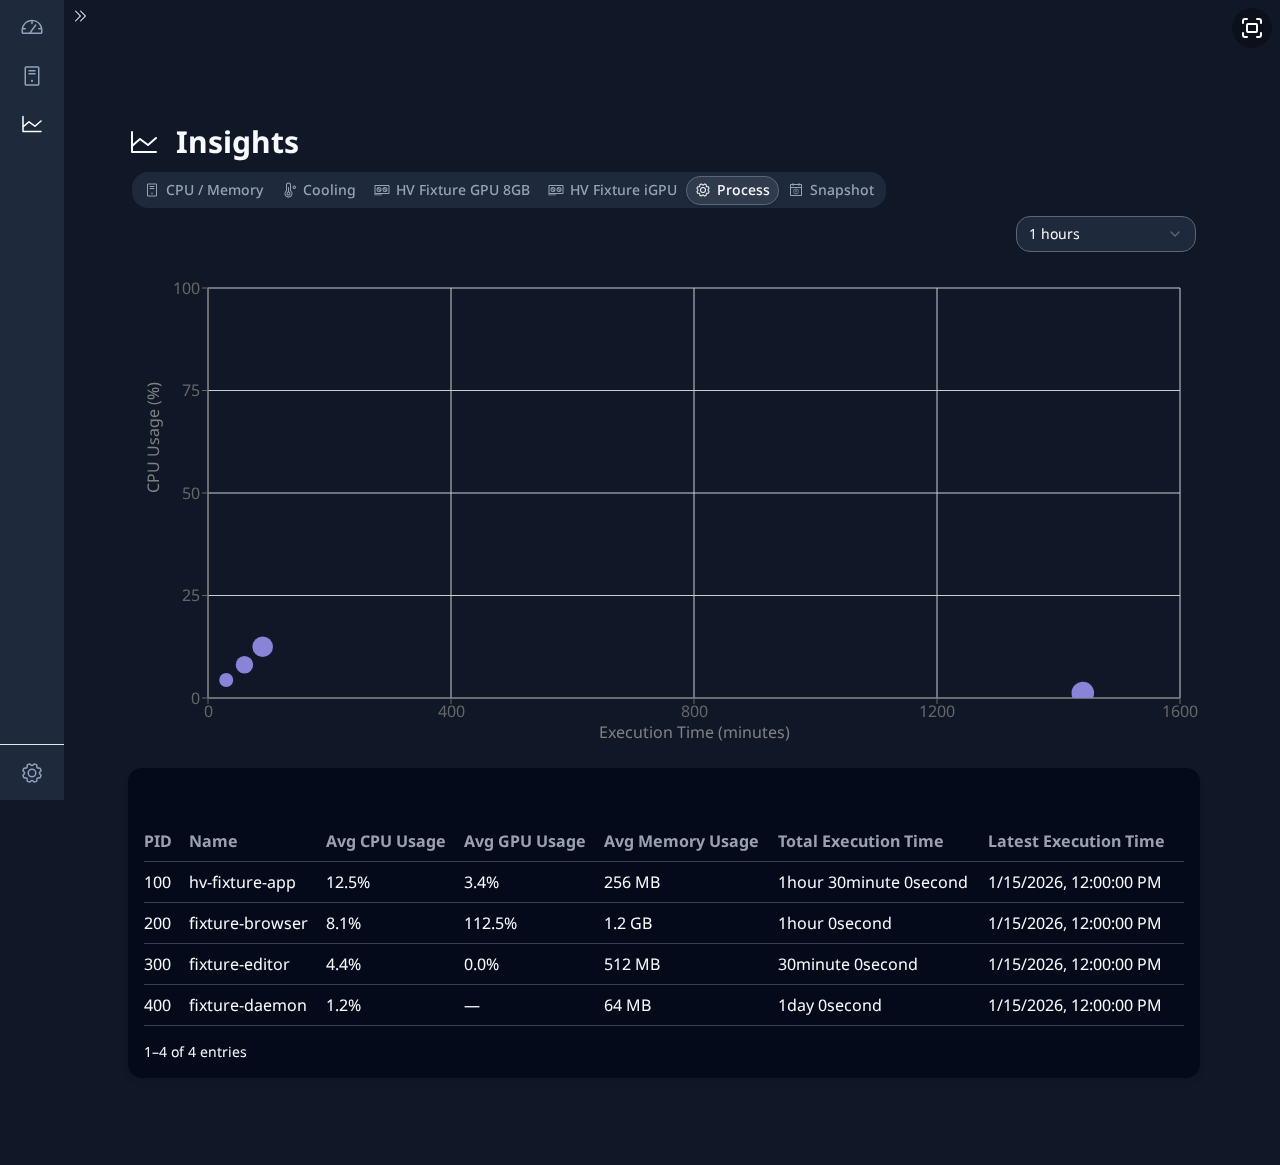 Insights
CPU / Memory Cooling HV Fixture GPU 8GB HV Fixture iGPU Process Snapshot
1 hours
100
75
50
25
0
CPU Usage (%)
0 400 800 1200 1600
Execution Time (minutes)
PID Name Avg CPU Usage Avg GPU Usage Avg Memory Usage Total Execution Time Latest Execution Time
100 hv-fixture-app 12.5% 3.4% 256 MB 1hour 30minute 0second 1/15/2026, 12:00:00 PM
200 fixture-browser 8.1% 112.5% 1.2 GB 1hour 0second 1/15/2026, 12:00:00 PM
300 fixture-editor 4.4% 0.0% 512 MB 30minute 0second 1/15/2026, 12:00:00 PM
400 fixture-daemon 1.2% — 64 MB 1day 0second 1/15/2026, 12:00:00 PM
1–4 of 4 entries